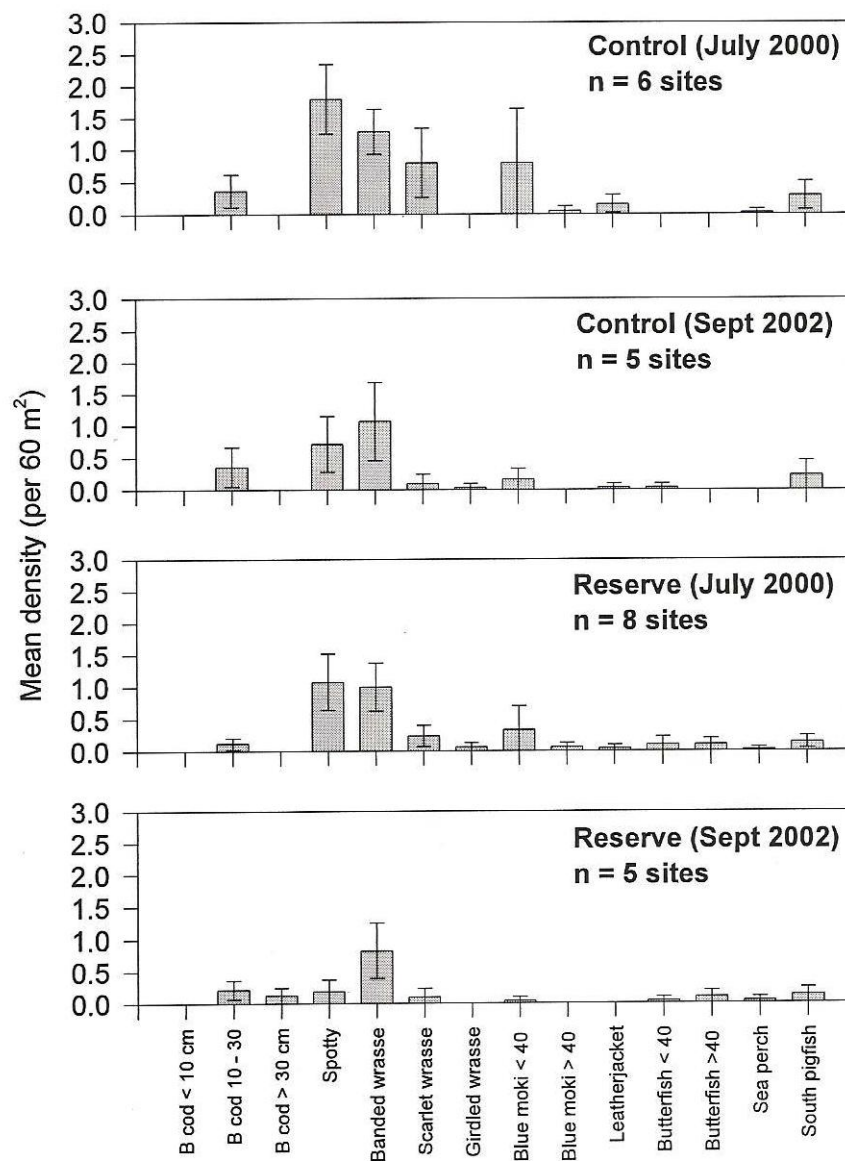 Mean density (per 60 m²)
3.0
2.5
2.0
1.5
1.0
0.5
0.0
Control (July 2000)
n = 6 sites
3.0
2.5
2.0
1.5
1.0
0.5
0.0
Control (Sept 2002)
n = 5 sites
3.0
2.5
2.0
1.5
1.0
0.5
0.0
Reserve (July 2000)
n = 8 sites
3.0
2.5
2.0
1.5
1.0
0.5
0.0
Reserve (Sept 2002)
n = 5 sites
B cod < 10 cm
B cod 10 - 30
B cod > 30 cm
Spotty
Banded wrasse
Scarlet wrasse
Girdled wrasse
Blue moki < 40
Blue moki > 40
Leatherjacket
Butterfish < 40
Butterfish >40
Sea perch
South pigfish